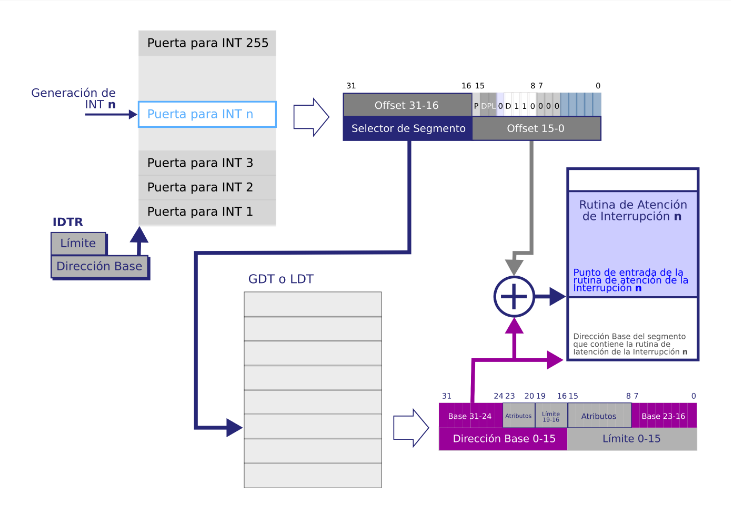 Puerta para INT 255
Generación de
INT n
Puerta para INT n
Puerta para INT 3
Puerta para INT 2
Puerta para INT 1
IDTR
Límite
Dirección Base
31 16 15 8 7 0
Offset 31-16 P DPL 0 D 1 1 0 0 0 0
Selector de Segmento Offset 15-0
Rutina de Atención
de Interrupción n
Punto de entrada de la
rutina de atención de la
Interrupción n
Dirección Base del segmento
que contiene la rutina de
latención de la Interrupción n
GDT o LDT
31 24 23 20 19 16 15 8 7 0
Base 31-24 Atributos Límite
19-16 Atributos Base 23-16
Dirección Base 0-15 Límite 0-15